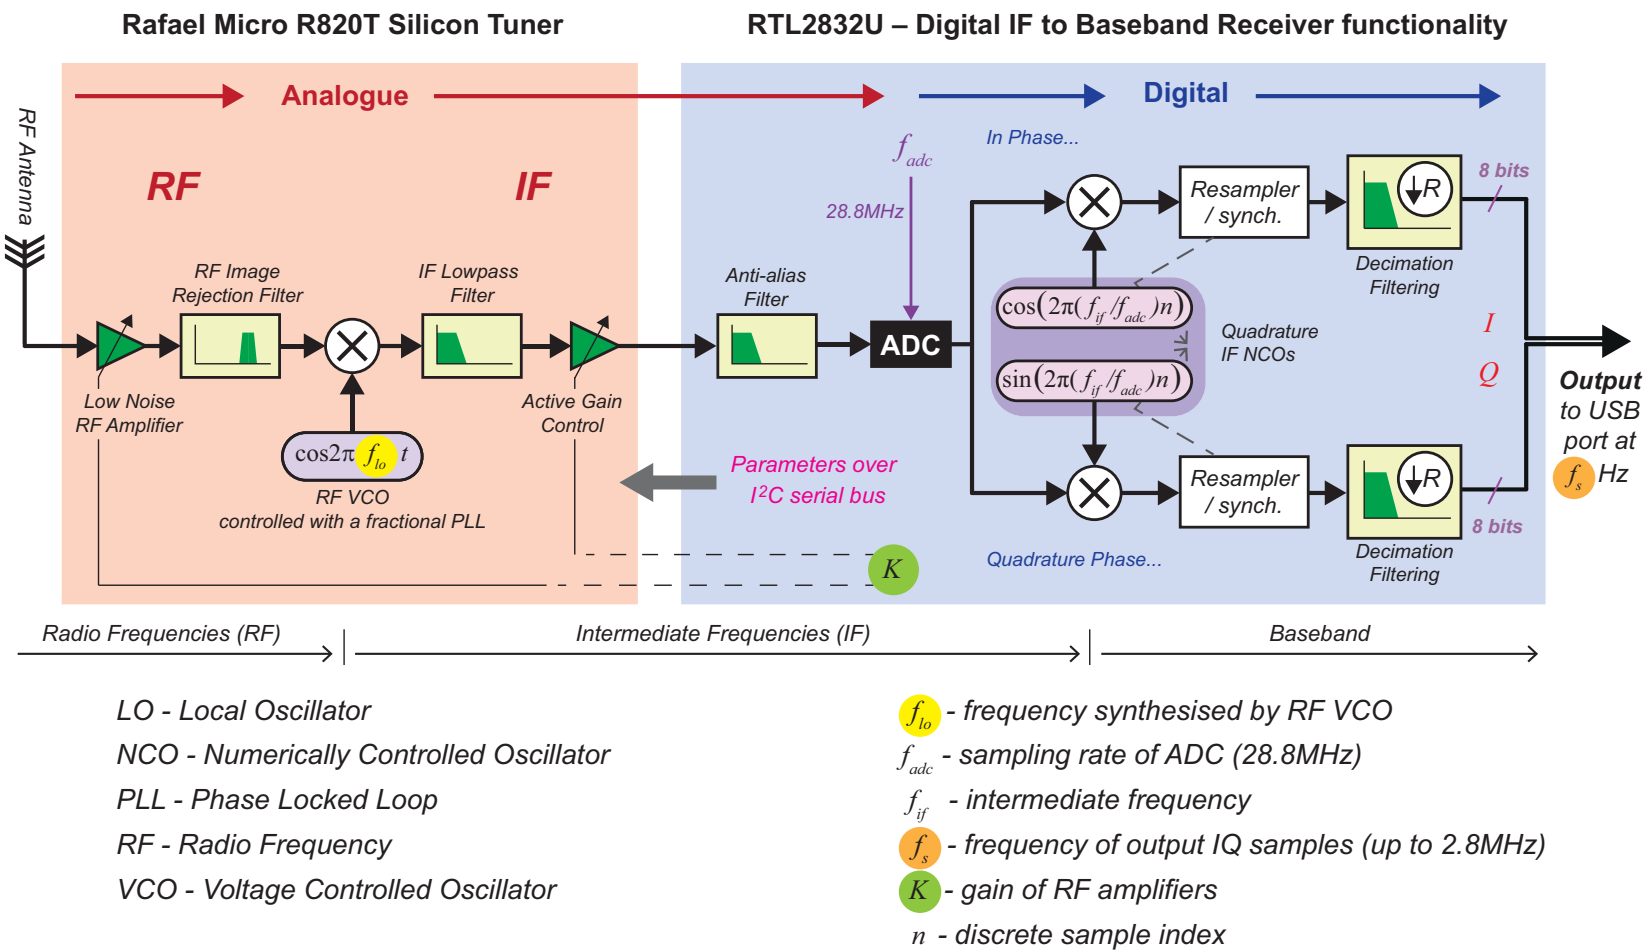 Rafael Micro R820T Silicon Tuner
RTL2832U – Digital IF to Baseband Receiver functionality
Analogue
Digital
RF Antenna
RF
IF
f_adc
28.8MHz
In Phase...
Resampler
/ synch.
R
8 bits
Decimation
Filtering
RF Image
Rejection Filter
IF Lowpass
Filter
Anti-alias
Filter
ADC
cos(2π(f_if/f_adc)n)
sin(2π(f_if/f_adc)n)
Quadrature
IF NCOs
I
Q
Output
to USB
port at
f_s Hz
Low Noise
RF Amplifier
cos2π f_lo t
RF VCO
controlled with a fractional PLL
Active Gain
Control
Parameters over
I²C serial bus
K
Resampler
/ synch.
R
8 bits
Decimation
Filtering
Quadrature Phase...
Radio Frequencies (RF)
Intermediate Frequencies (IF)
Baseband
LO - Local Oscillator
NCO - Numerically Controlled Oscillator
PLL - Phase Locked Loop
RF - Radio Frequency
VCO - Voltage Controlled Oscillator
f_lo - frequency synthesised by RF VCO
f_adc - sampling rate of ADC (28.8MHz)
f_if - intermediate frequency
f_s - frequency of output IQ samples (up to 2.8MHz)
K - gain of RF amplifiers
n - discrete sample index